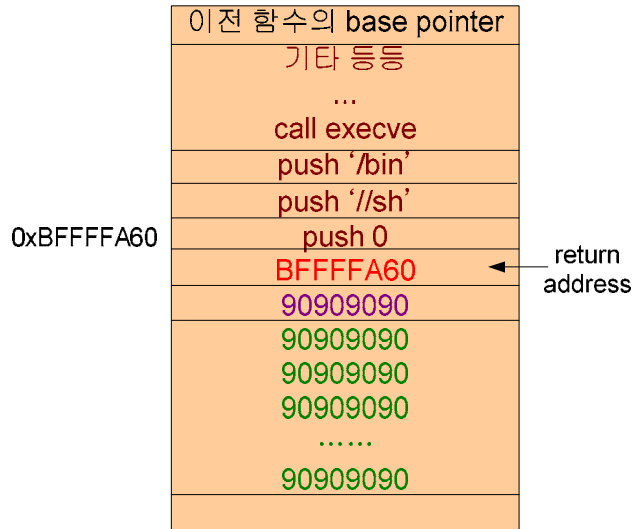 이전 함수의 base pointer
기타 등등
...
call execve
push ‘/bin’
push ‘//sh’
0xBFFFFA60
push 0
BFFFFA60
return
address
90909090
90909090
90909090
90909090
……
90909090